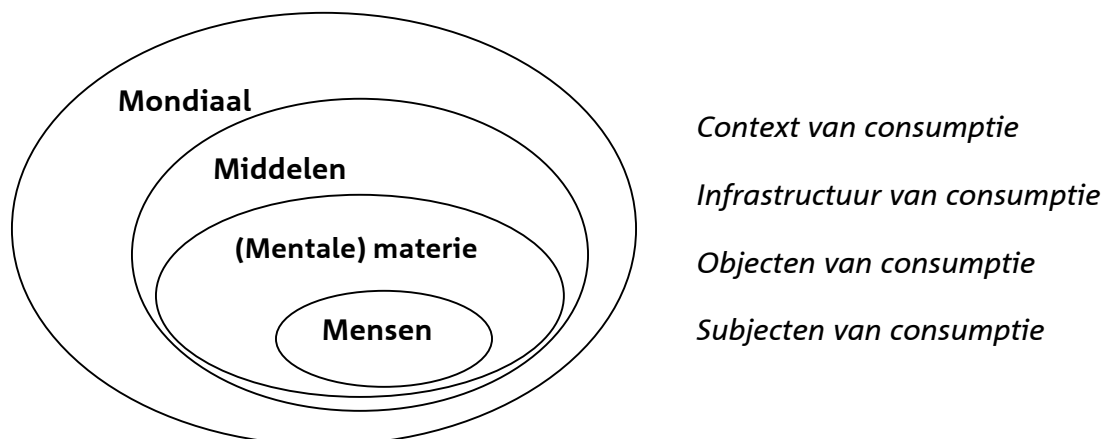 Mondiaal
Context van consumptie
Middelen
Infrastructuur van consumptie
(Mentale) materie
Objecten van consumptie
Mensen
Subjecten van consumptie